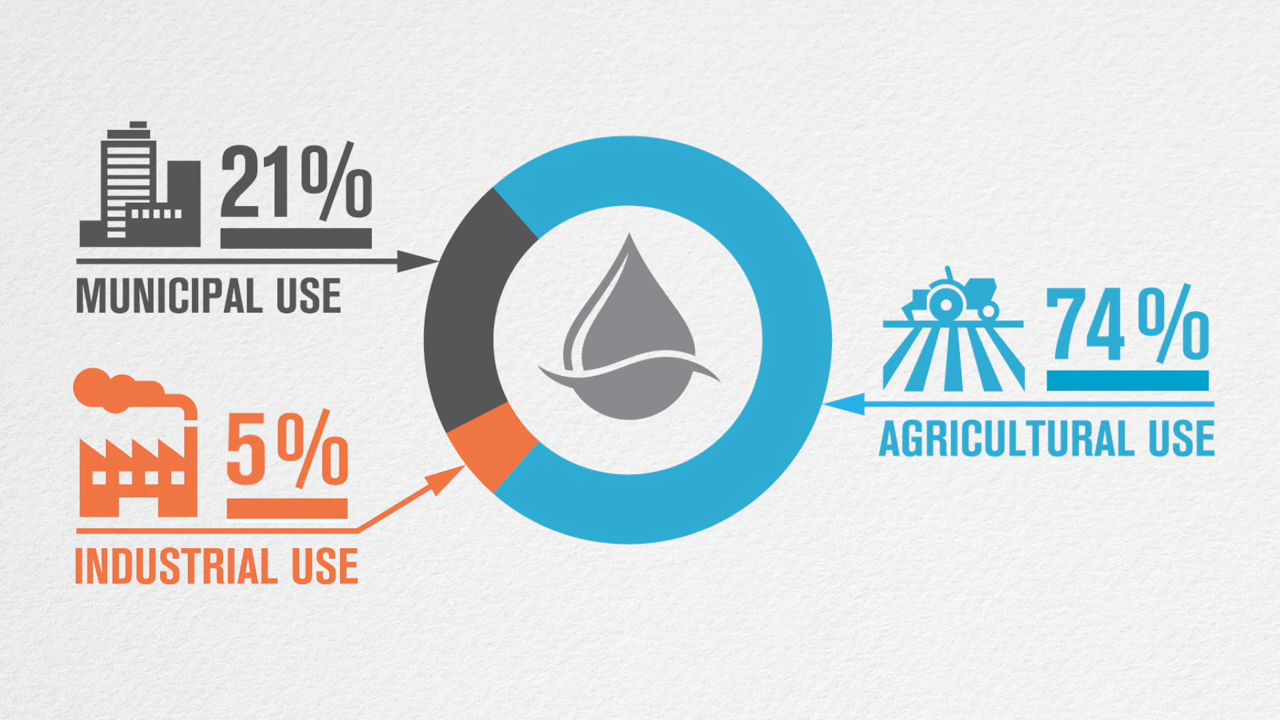 21%
MUNICIPAL USE
5%
INDUSTRIAL USE
74%
AGRICULTURAL USE